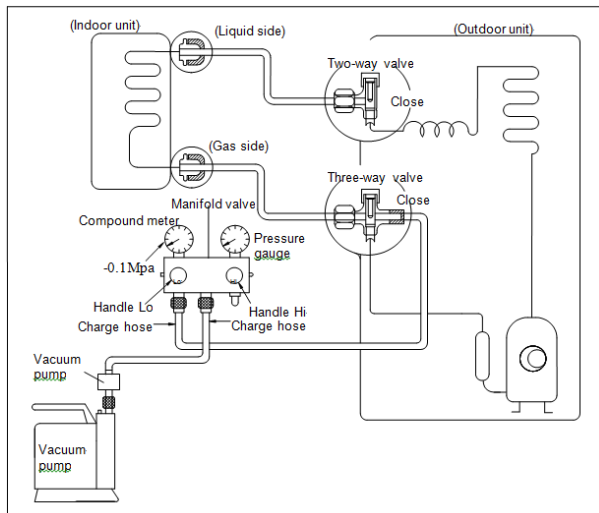 (Indoor unit)
(Liquid side)
(Outdoor unit)
Two-way valve
Close
(Gas side)
Three-way valve
Close
Manifold valve
Compound meter
Pressure
gauge
-0.1Mpa
Handle Lo
Handle Hi
Charge hose
Charge hose
Vacuum
pump
Vacuum
pump